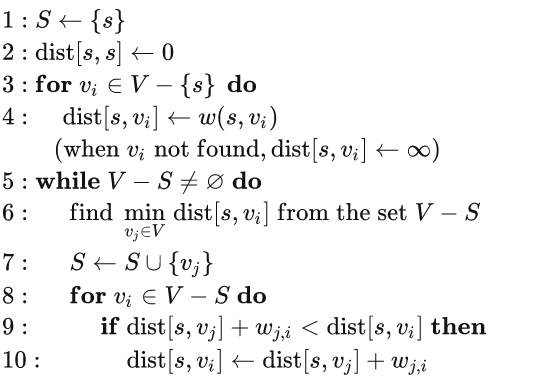 1 : S ← {s}
2 : dist[s, s] ← 0
3 : for v_i ∈ V − {s} do
4 : dist[s, v_i] ← w(s, v_i)
(when v_i not found, dist[s, v_i] ← ∞)
5 : while V − S ≠ ∅ do
6 : find min_{v_j ∈ V} dist[s, v_i] from the set V − S
7 : S ← S ∪ {v_j}
8 : for v_i ∈ V − S do
9 : if dist[s, v_j] + w_{j,i} < dist[s, v_i] then
10 : dist[s, v_i] ← dist[s, v_j] + w_{j,i}